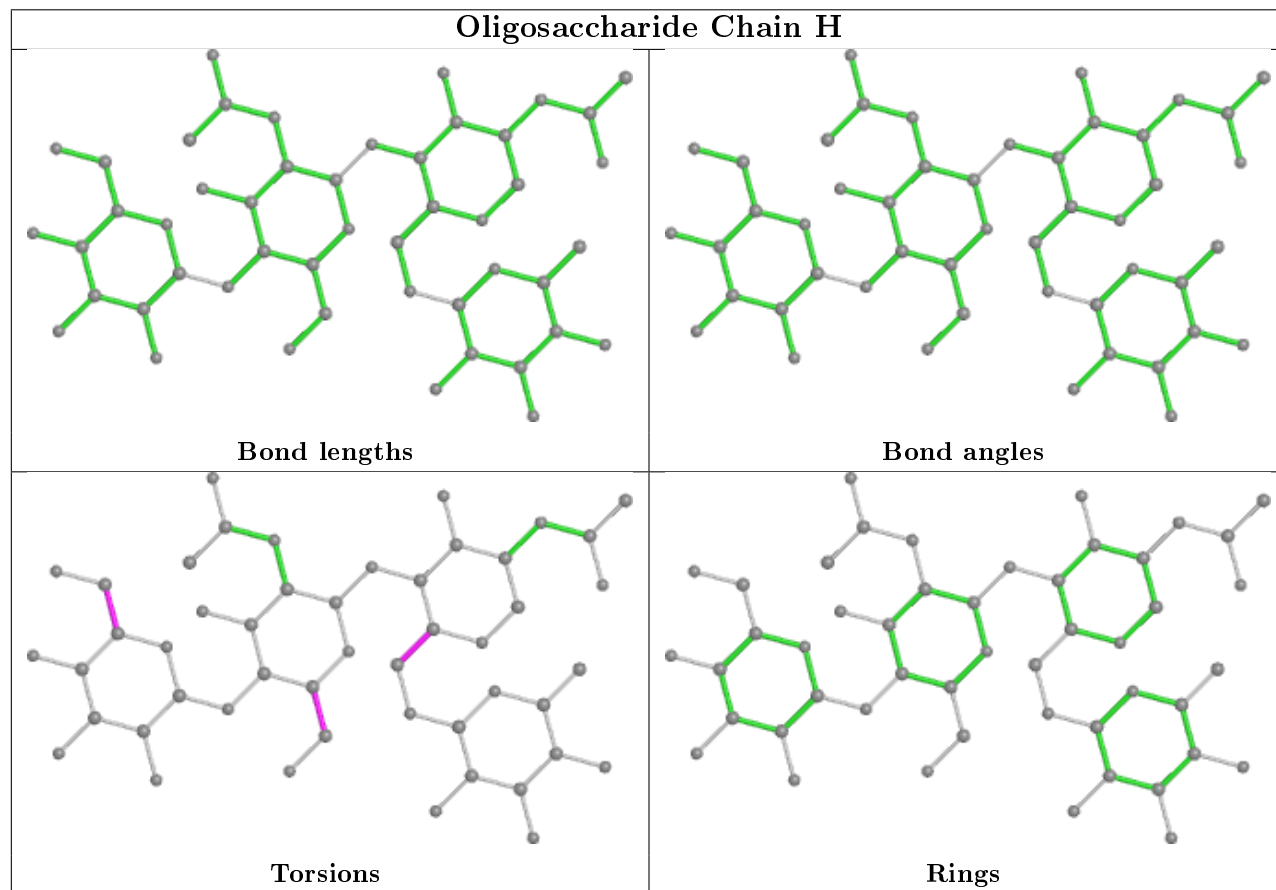 Oligosaccharide Chain H
Bond lengths
Bond angles
Torsions
Rings